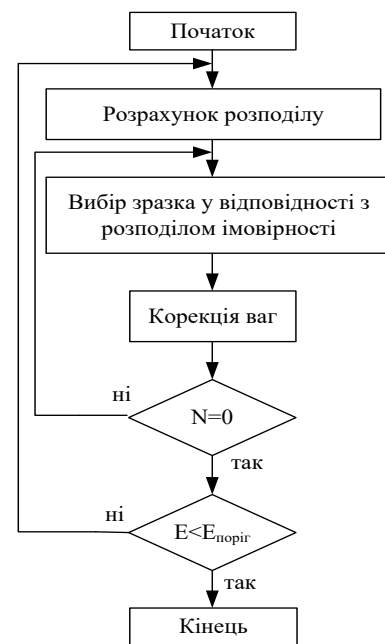 Початок
Розрахунок розподілу
Вибір зразка у відповідності з
розподілом імовірності
Корекція ваг
ні
N=0
так
ні
E<Eпоріг
так
Кінець